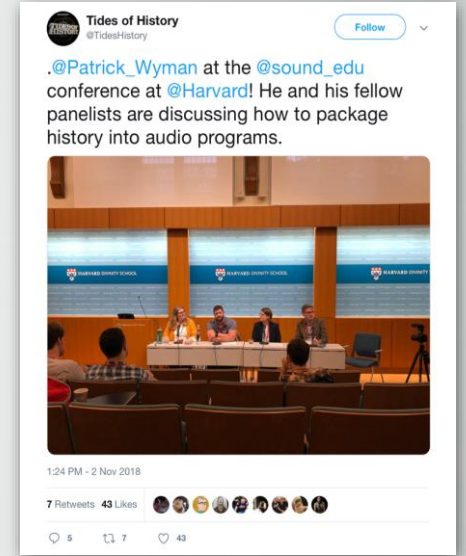 Tides of History
@TidesHistory
Follow
.@Patrick_Wyman at the @sound_edu
conference at @Harvard! He and his fellow
panelists are discussing how to package
history into audio programs.
HARVARD DIVINITY SCHOOL
HARVARD DIVINITY SCHOOL
HARVARD DIVINITY
1:24 PM - 2 Nov 2018
7 Retweets 43 Likes
5 7 43